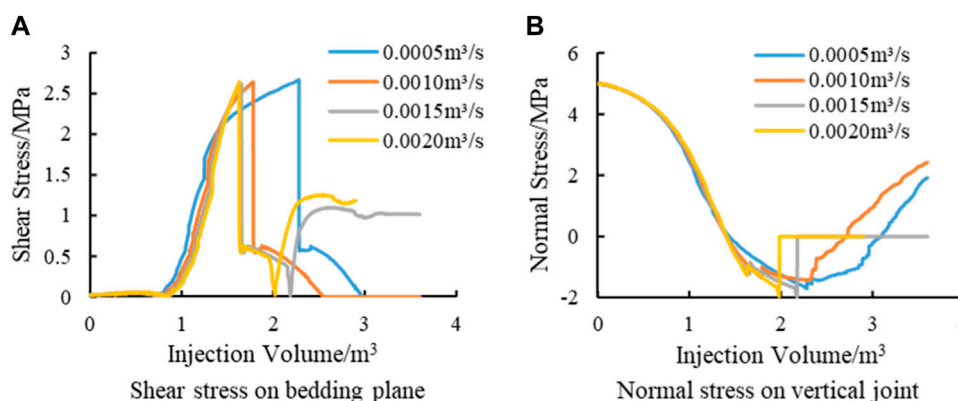 A
B
3
2.5
2
1.5
1
0.5
0
0
1
2
3
4
Shear Stress/MPa
0.0005m³/s
0.0010m³/s
0.0015m³/s
0.0020m³/s
Injection Volume/m³
Shear stress on bedding plane
6
4
2
0
-2
0
1
2
3
Normal Stress/MPa
0.0005m³/s
0.0010m³/s
0.0015m³/s
0.0020m³/s
Injection Volume/m³
Normal stress on vertical joint